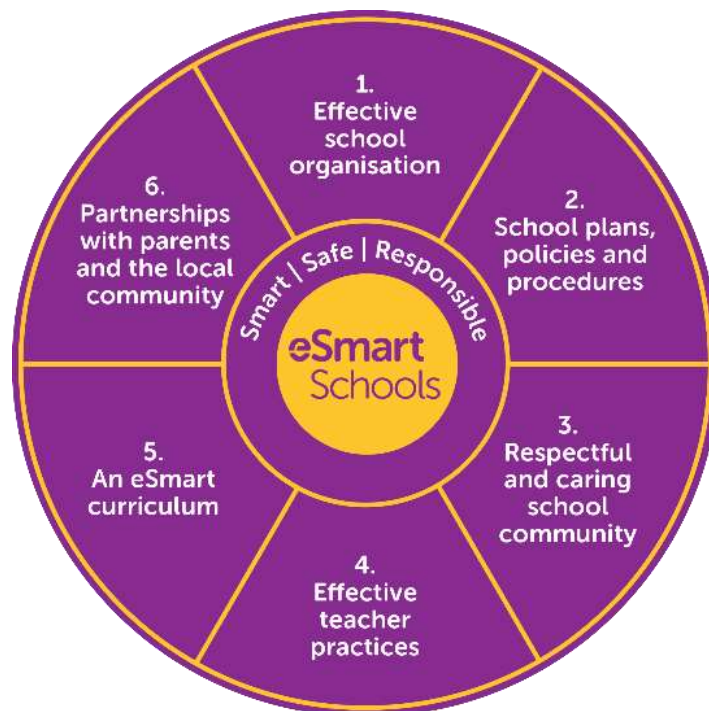 1.
Effective
school
organisation
2.
School plans,
policies and
procedures
3.
Respectful
and caring
school
community
4.
Effective
teacher
practices
5.
An eSmart
curriculum
6.
Partnerships
with parents
and the local
community
Smart | Safe | Responsible
eSmart
Schools